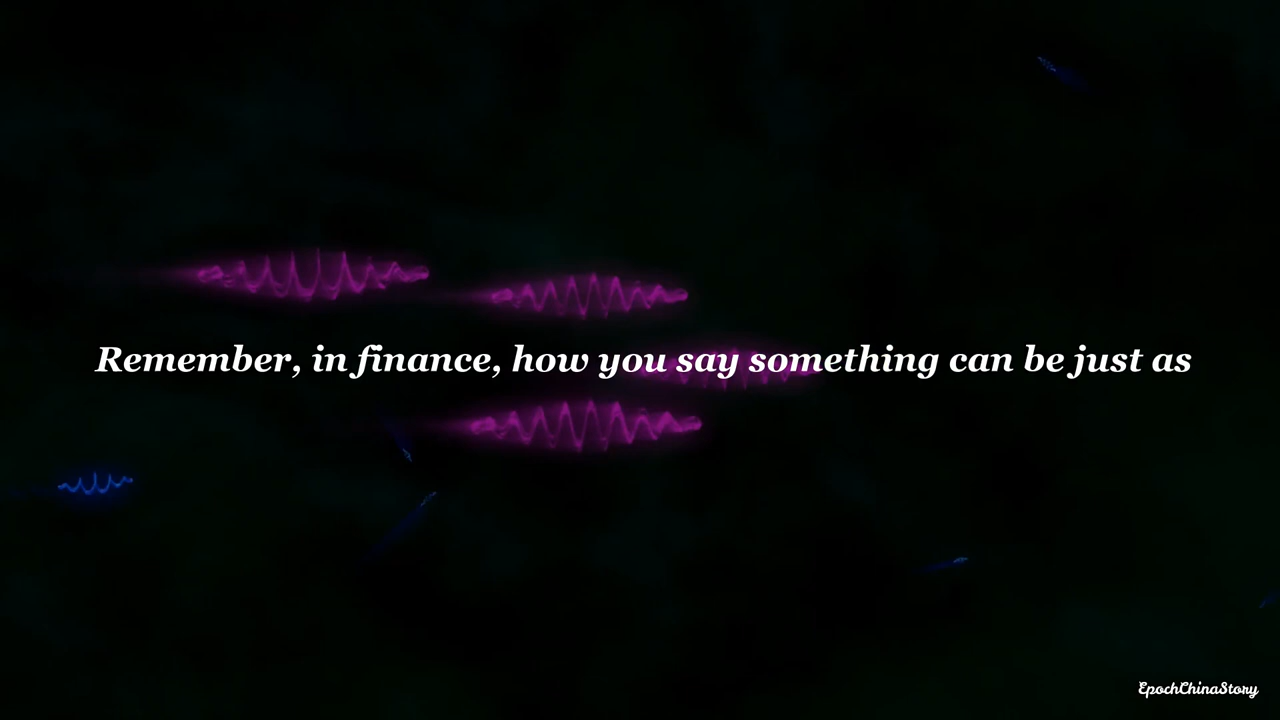 Remember, in finance, how you say something can be just as
EpochChinaStory